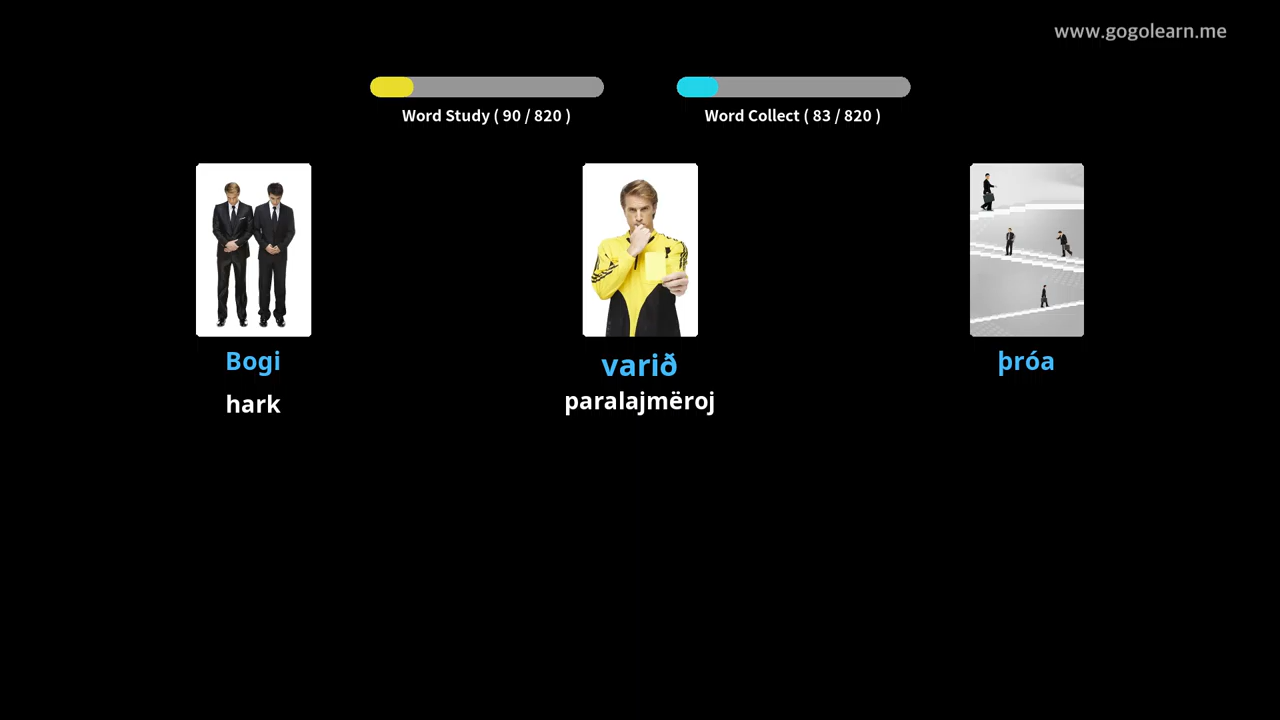 www.gogolearn.me
Word Study ( 90 / 820 )
Word Collect ( 83 / 820 )
Bogi
hark
varið
paralajmëroj
þróa